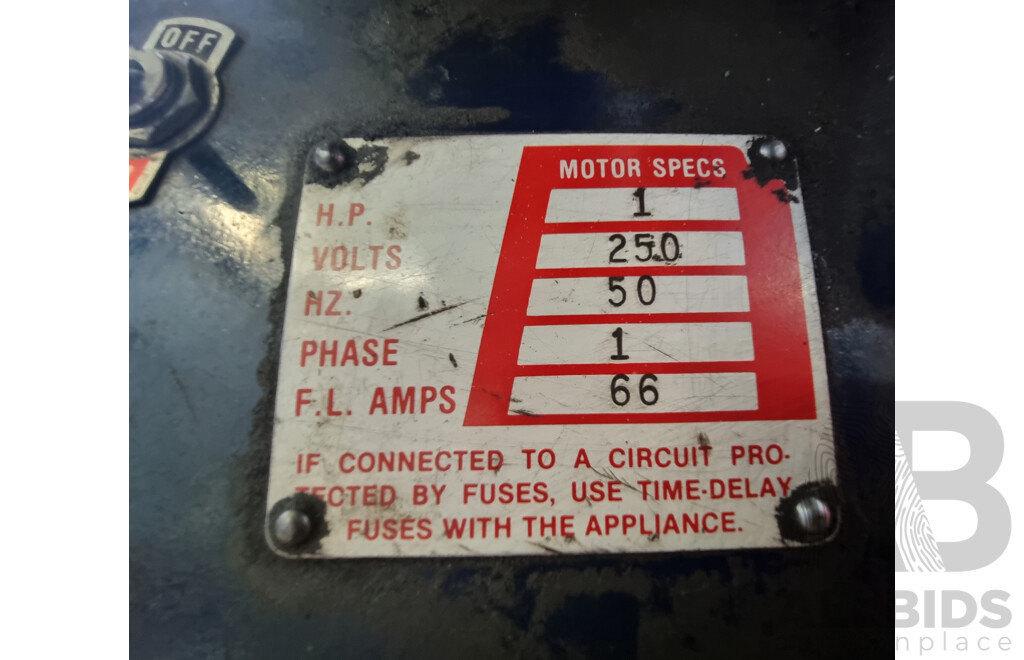 OFF
MOTOR SPECS
H.P. 1
VOLTS 250
HZ. 50
PHASE 1
F.L. AMPS 66
IF CONNECTED TO A CIRCUIT PRO-
TECTED BY FUSES, USE TIME-DELAY
FUSES WITH THE APPLIANCE.
B
BIDS
nplace